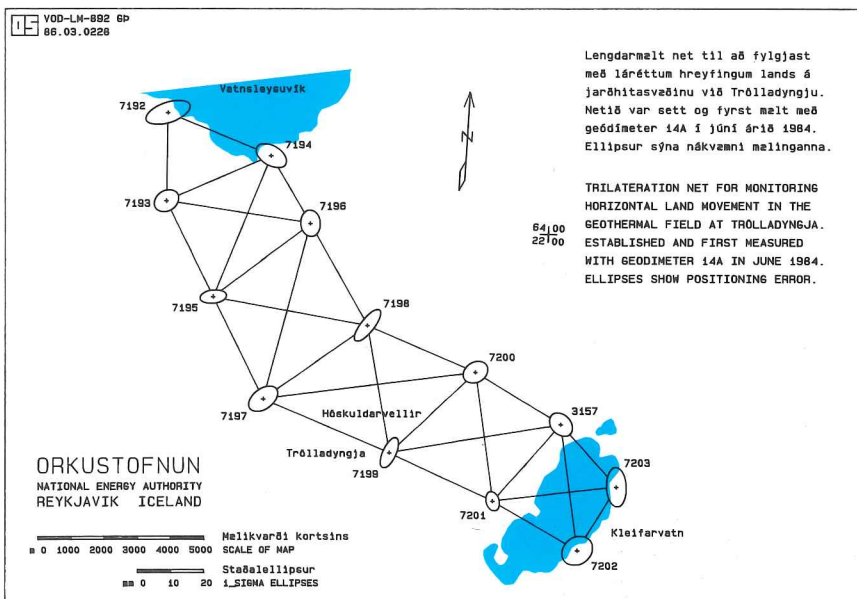 OS VOD-LM-892 GÞ
86.03.0226
Vatnsleysuvík
7192
7194
7193
7196
7195
7198
7200
7197
Höskuldarvellir
3157
Trölladyngja
7199
7203
7201
Kleifarvatn
7202
N
Lengdarmælt net til að fylgjast
með láréttum hreyfingum lands á
jarðhitasvæðinu við Trölladyngju.
Netið var sett og fyrst mælt með
geódímeter 14A í júní árið 1984.
Ellipsur sýna nákvæmni mælinganna.
TRILATERATION NET FOR MONITORING
HORIZONTAL LAND MOVEMENT IN THE
GEOTHERMAL FIELD AT TRÖLLADYNGJA.
ESTABLISHED AND FIRST MEASURED
WITH GEODIMETER 14A IN JUNE 1984.
ELLIPSES SHOW POSITIONING ERROR.
64 00
22 00
ORKUSTOFNUN
NATIONAL ENERGY AUTHORITY
REYKJAVIK ICELAND
Mælikvarði kortsins
m 0 1000 2000 3000 4000 5000 SCALE OF MAP
Staðalellipsur
mm 0 10 20 1_SIGMA ELLIPSES